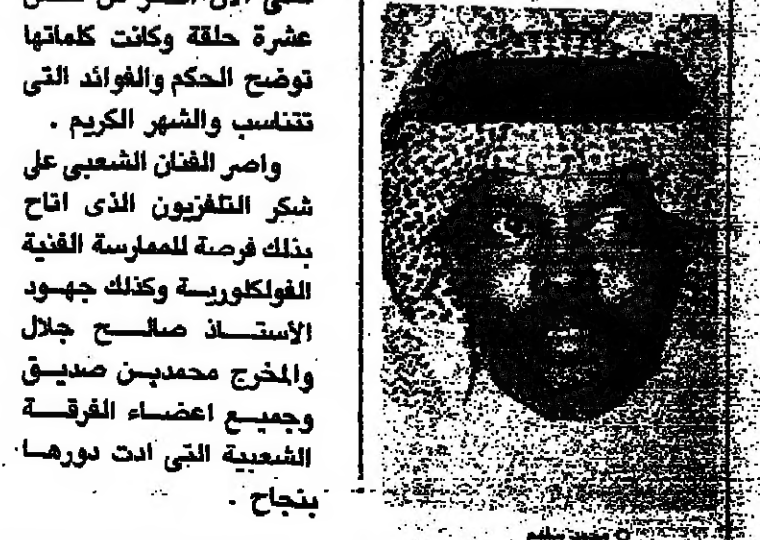 عشرة حلقة وكانت كلماتها
توضح الحكم والفوائد التى
تتناسب والشهر الكريم .
واصر الفنان الشعبى على
شكر التلفزيون الذى اتاح
بذلك فرصة للممارسة الفنية
الفولكلورية وكذلك جهود
الأستاذ صالح جلال
والمخرج محمدبن صديق
وجميع اعضاء الفرقة
الشعبية التى ادت دورها
بنجاح .